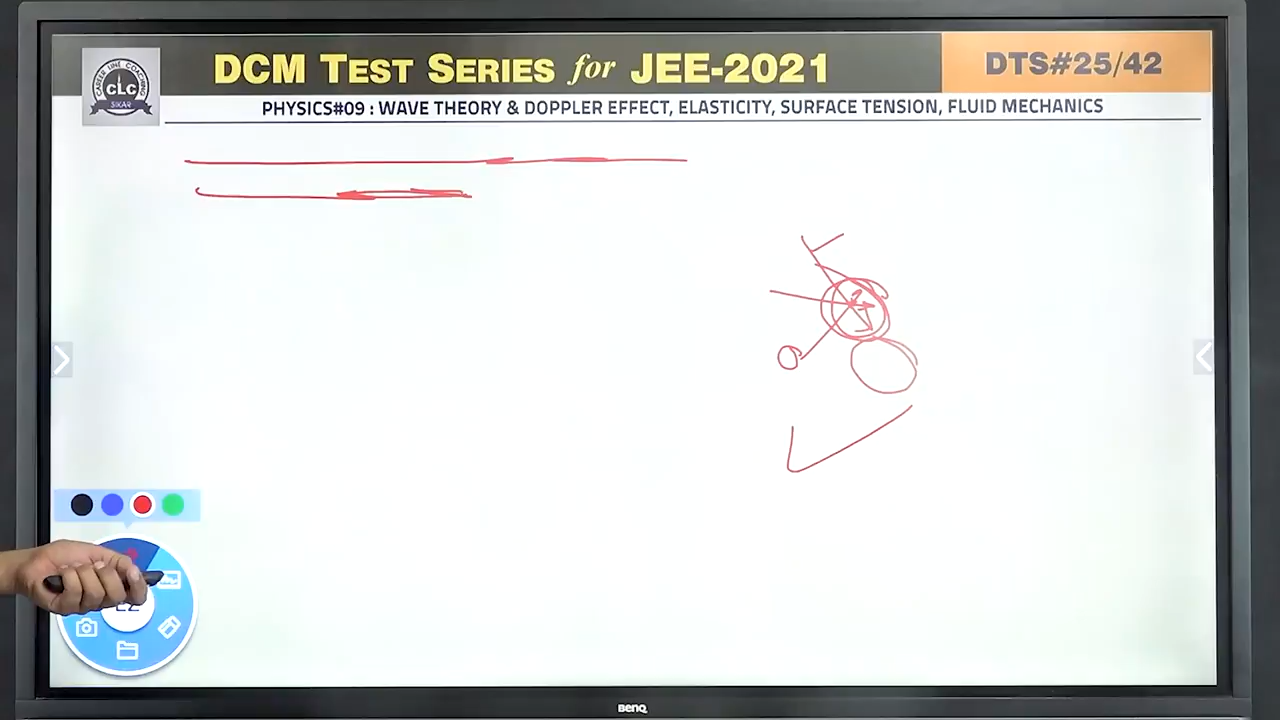 DCM TEST SERIES for JEE-2021
DTS#25/42
CAREER LINE COACHING
CLC
SIKAR
PHYSICS#09 : WAVE THEORY & DOPPLER EFFECT, ELASTICITY, SURFACE TENSION, FLUID MECHANICS
BenQ